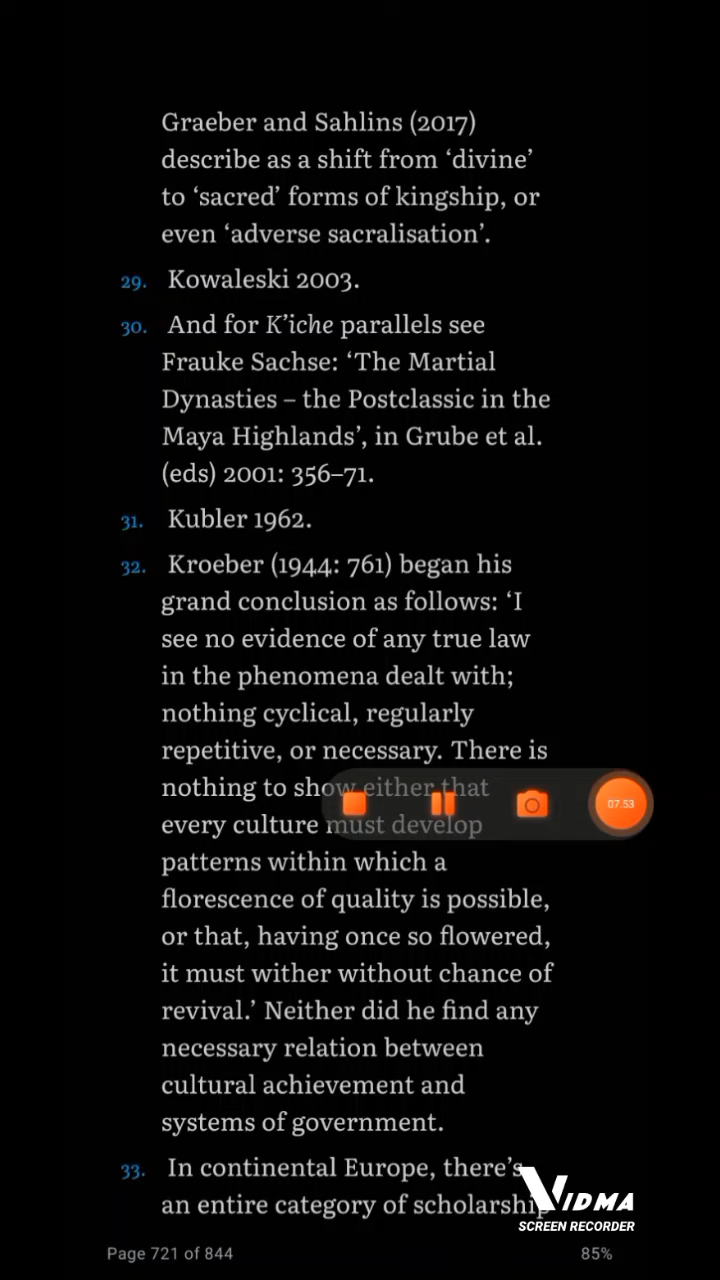 Graeber and Sahlins (2017)
describe as a shift from ‘divine’
to ‘sacred’ forms of kingship, or
even ‘adverse sacralisation’.
29. Kowaleski 2003.
30. And for K’iche parallels see
Frauke Sachse: ‘The Martial
Dynasties – the Postclassic in the
Maya Highlands’, in Grube et al.
(eds) 2001: 356–71.
31. Kubler 1962.
32. Kroeber (1944: 761) began his
grand conclusion as follows: ‘I
see no evidence of any true law
in the phenomena dealt with;
nothing cyclical, regularly
repetitive, or necessary. There is
nothing to show either that
07:53
every culture must develop
patterns within which a
florescence of quality is possible,
or that, having once so flowered,
it must wither without chance of
revival.’ Neither did he find any
necessary relation between
cultural achievement and
systems of government.
33. In continental Europe, there’s
an entire category of scholarship
VIDMA
SCREEN RECORDER
Page 721 of 844 85%